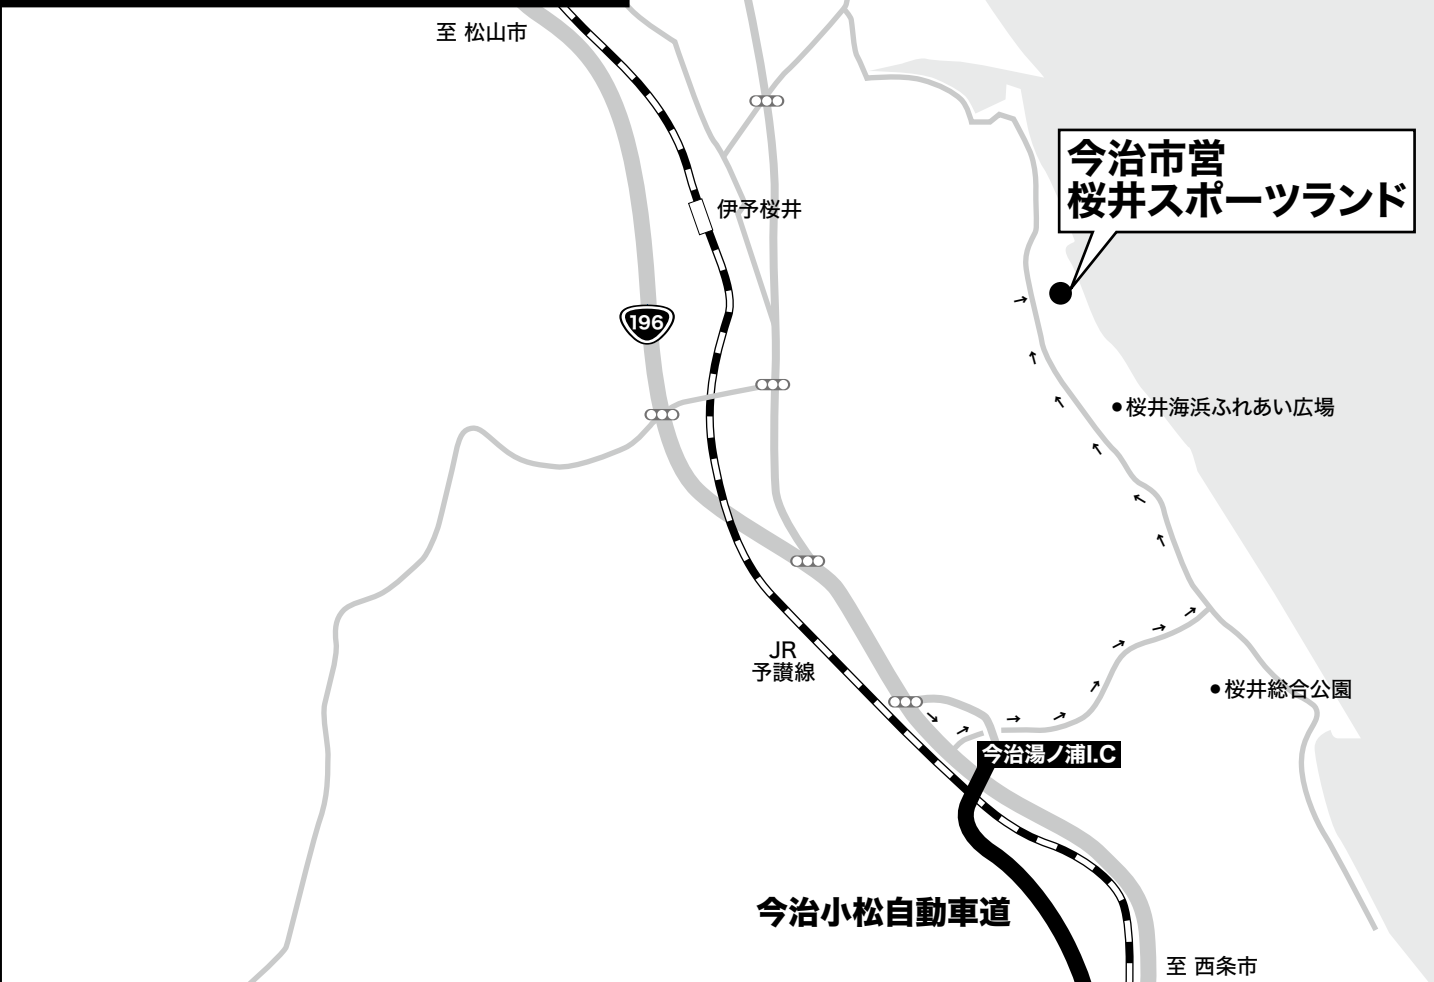 至 松山市
今治市営
桜井スポーツランド
伊予桜井
196
桜井海浜ふれあい広場
JR
予讃線
桜井総合公園
今治湯ノ浦I.C
今治小松自動車道
至 西条市